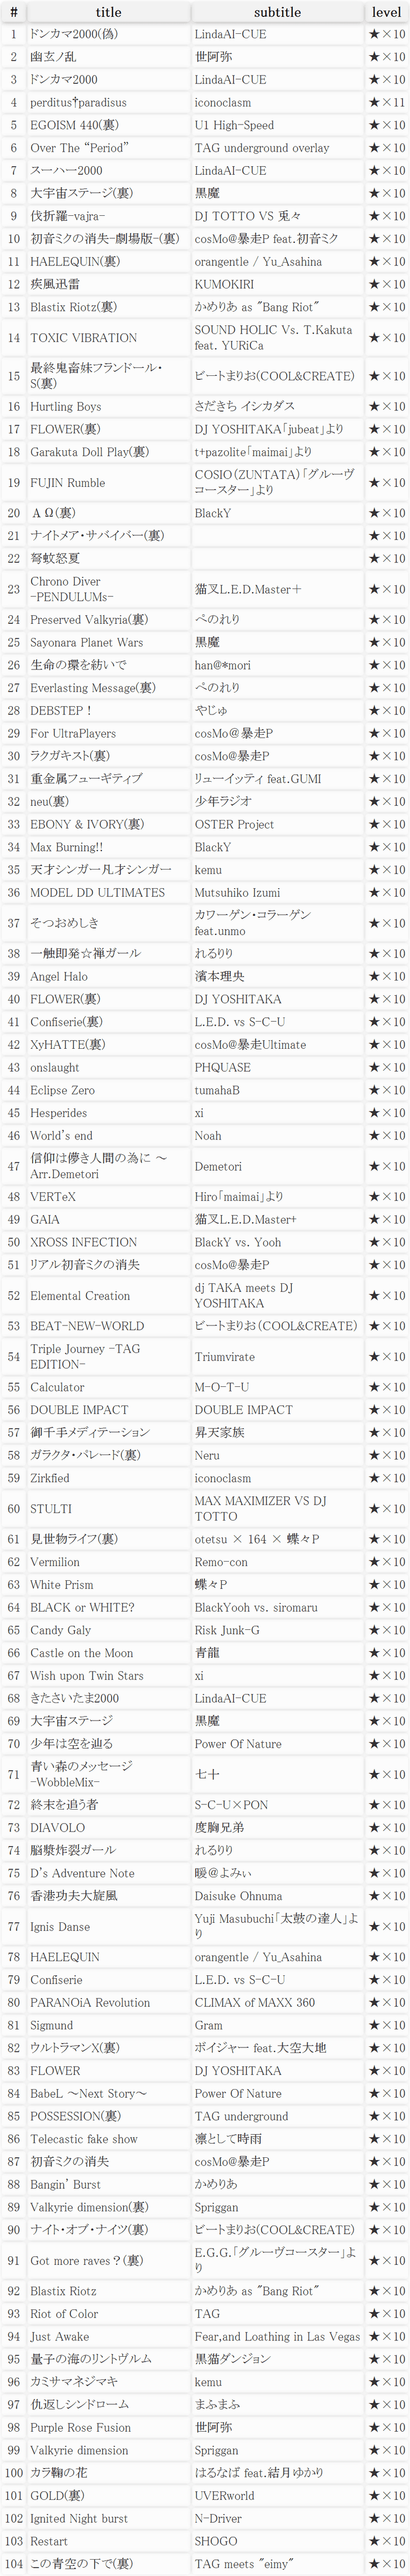 # title subtitle level
1 ドンカマ2000(偽) LindaAI-CUE ★×10
2 幽玄ノ乱 世阿弥 ★×10
3 ドンカマ2000 LindaAI-CUE ★×10
4 perditus†paradisus iconoclasm ★×11
5 EGOISM 440(裏) U1 High-Speed ★×10
6 Over The “Period” TAG underground overlay ★×10
7 スーハー2000 LindaAI-CUE ★×10
8 大宇宙ステージ(裏) 黒魔 ★×10
9 伐折羅-vajra- DJ TOTTO VS 兎々 ★×10
10 初音ミクの消失-劇場版-(裏) cosMo@暴走P feat.初音ミク ★×10
11 HAELEQUIN(裏) orangentle / Yu_Asahina ★×10
12 疾風迅雷 KUMOKIRI ★×10
13 Blastix Riotz(裏) かめりあ as "Bang Riot" ★×10
14 TOXIC VIBRATION SOUND HOLIC Vs. T.Kakuta
feat. YURiCa ★×10
15 最終鬼畜妹フランドール・
S(裏) ビートまりお(COOL&CREATE) ★×10
16 Hurtling Boys さだきち イシカダス ★×10
17 FLOWER(裏) DJ YOSHITAKA「jubeat」より ★×10
18 Garakuta Doll Play(裏) t+pazolite「maimai」より ★×10
19 FUJIN Rumble COSIO(ZUNTATA)「グルーヴ
コースター」より ★×10
20 ΑΩ(裏) BlackY ★×10
21 ナイトメア・サバイバー(裏) ★×10
22 弩蚊怒夏 ★×10
23 Chrono Diver
-PENDULUMs- 猫叉L.E.D.Master＋ ★×10
24 Preserved Valkyria(裏) ぺのれり ★×10
25 Sayonara Planet Wars 黒魔 ★×10
26 生命の環を紡いで han@*mori ★×10
27 Everlasting Message(裏) ぺのれり ★×10
28 DEBSTEP！ やじゅ ★×10
29 For UltraPlayers cosMo＠暴走P ★×10
30 ラクガキスト(裏) cosMo@暴走P ★×10
31 重金属フューギティブ リューイッティ feat.GUMI ★×10
32 neu(裏) 少年ラジオ ★×10
33 EBONY & IVORY(裏) OSTER Project ★×10
34 Max Burning!! BlackY ★×10
35 天才シンガー凡才シンガー kemu ★×10
36 MODEL DD ULTIMATES Mutsuhiko Izumi ★×10
37 そつおめしき カワーゲン・コラーゲン
feat.unmo ★×10
38 一触即発☆禅ガール れるりり ★×10
39 Angel Halo 濱本理央 ★×10
40 FLOWER(裏) DJ YOSHITAKA ★×10
41 Confiserie(裏) L.E.D. vs S-C-U ★×10
42 XyHATTE(裏) cosMo@暴走Ultimate ★×10
43 onslaught PHQUASE ★×10
44 Eclipse Zero tumahaB ★×10
45 Hesperides xi ★×10
46 World's end Noah ★×10
47 信仰は儚き人間の為に ～
Arr.Demetori Demetori ★×10
48 VERTeX Hiro「maimai」より ★×10
49 GAIA 猫叉L.E.D.Master+ ★×10
50 XROSS INFECTION BlackY vs. Yooh ★×10
51 リアル初音ミクの消失 cosMo@暴走P ★×10
52 Elemental Creation dj TAKA meets DJ
YOSHITAKA ★×10
53 BEAT-NEW-WORLD ビートまりお（COOL&CREATE） ★×10
54 Triple Journey -TAG
EDITION- Triumvirate ★×10
55 Calculator M-O-T-U ★×10
56 DOUBLE IMPACT DOUBLE IMPACT ★×10
57 御千手メディテーション 昇天家族 ★×10
58 ガラクタ・パレード(裏) Neru ★×10
59 Zirkfied iconoclasm ★×10
60 STULTI MAX MAXIMIZER VS DJ
TOTTO ★×10
61 見世物ライフ(裏) otetsu × 164 × 蝶々P ★×10
62 Vermilion Remo-con ★×10
63 White Prism 蝶々P ★×10
64 BLACK or WHITE? BlackYooh vs. siromaru ★×10
65 Candy Galy Risk Junk-G ★×10
66 Castle on the Moon 青龍 ★×10
67 Wish upon Twin Stars xi ★×10
68 きたさいたま2000 LindaAI-CUE ★×10
69 大宇宙ステージ 黒魔 ★×10
70 少年は空を辿る Power Of Nature ★×10
71 青い森のメッセージ
-WobbleMix- 七十 ★×10
72 終末を追う者 S-C-U×PON ★×10
73 DIAVOLO 度胸兄弟 ★×10
74 脳漿炸裂ガール れるりり ★×10
75 D's Adventure Note 暖@よみぃ ★×10
76 香港功夫大旋風 Daisuke Ohnuma ★×10
77 Ignis Danse Yuji Masubuchi「太鼓の達人」よ
り ★×10
78 HAELEQUIN orangentle / Yu_Asahina ★×10
79 Confiserie L.E.D. vs S-C-U ★×10
80 PARANOiA Revolution CLIMAX of MAXX 360 ★×10
81 Sigmund Gram ★×10
82 ウルトラマンX(裏) ボイジャー feat.大空大地 ★×10
83 FLOWER DJ YOSHITAKA ★×10
84 BabeL ～Next Story～ Power Of Nature ★×10
85 POSSESSION(裏) TAG underground ★×10
86 Telecastic fake show 凛として時雨 ★×10
87 初音ミクの消失 cosMo@暴走P ★×10
88 Bangin' Burst かめりあ ★×10
89 Valkyrie dimension(裏) Spriggan ★×10
90 ナイト・オブ・ナイツ(裏) ビートまりお(COOL&CREATE) ★×10
91 Got more raves？(裏) E.G.G.「グルーヴコースター」よ
り ★×10
92 Blastix Riotz かめりあ as "Bang Riot" ★×10
93 Riot of Color TAG ★×10
94 Just Awake Fear,and Loathing in Las Vegas ★×10
95 量子の海のリントヴルム 黒猫ダンジョン ★×10
96 カミサマネジマキ kemu ★×10
97 仇返しシンドローム まふまふ ★×10
98 Purple Rose Fusion 世阿弥 ★×10
99 Valkyrie dimension Spriggan ★×10
100 カラ鞠の花 はるなば feat.結月ゆかり ★×10
101 GOLD(裏) UVERworld ★×10
102 Ignited Night burst N-Driver ★×10
103 Restart SHOGO ★×10
104 この青空の下で(裏) TAG meets "eimy" ★×10